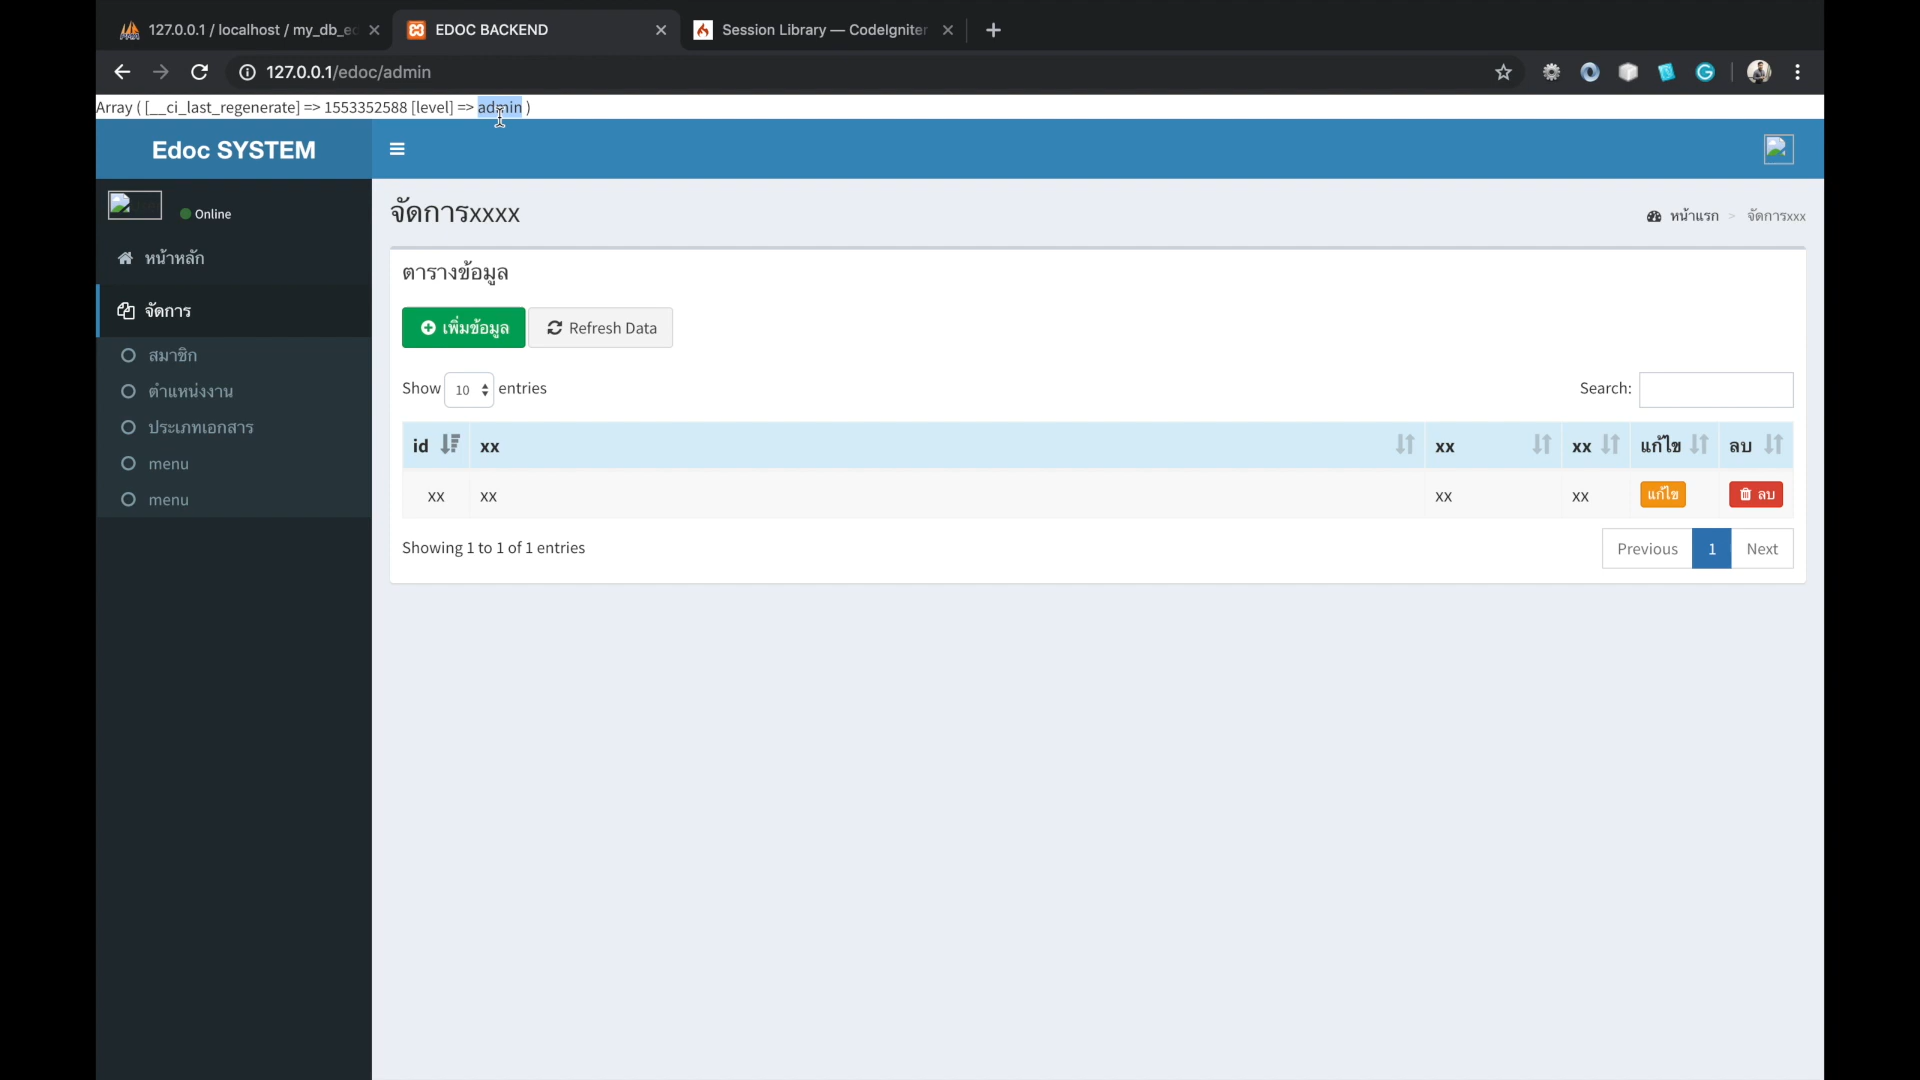 127.0.0.1 / localhost / my_db_ed
EDOC BACKEND
Session Library — CodeIgniter
127.0.0.1/edoc/admin
Array ( [__ci_last_regenerate] => 1553352588 [level] => admin )
Edoc SYSTEM
Online
หน้าหลัก
จัดการ
สมาชิก
ตำแหน่งงาน
ประเภทเอกสาร
menu
menu
จัดการxxxx
หน้าแรก > จัดการxxx
ตารางข้อมูล
เพิ่มข้อมูล Refresh Data
Show 10 entries
Search:
id xx xx xx แก้ไข ลบ
xx xx xx xx แก้ไข ลบ
Showing 1 to 1 of 1 entries
Previous 1 Next